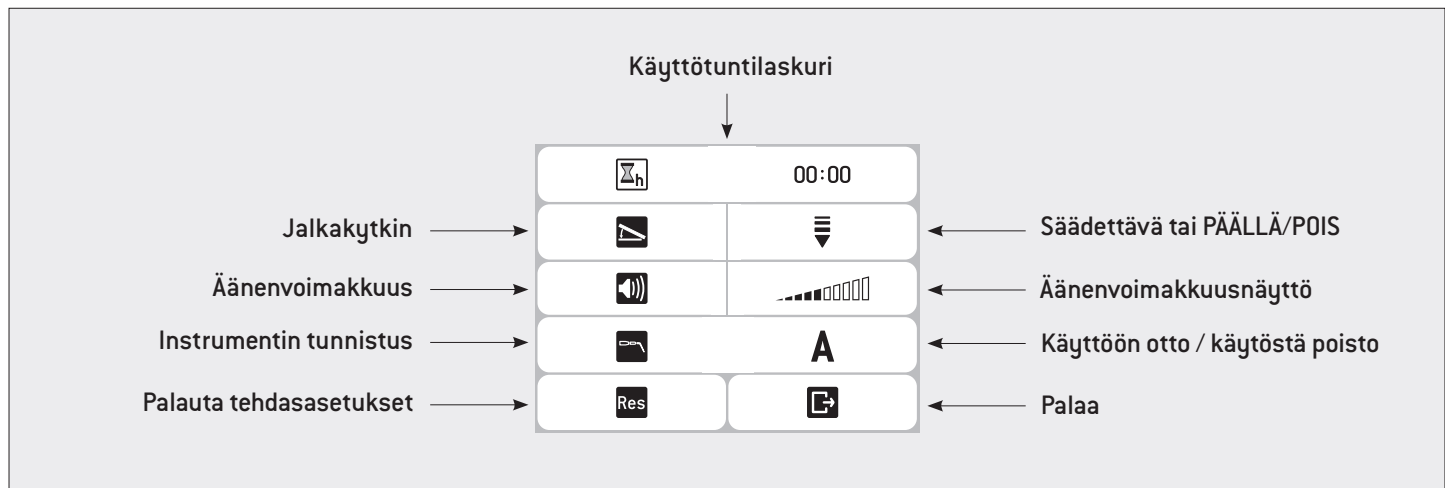 Käyttötuntilaskuri
h 00:00
Jalkakytkin Säädettävä tai PÄÄLLÄ/POIS
Äänenvoimakkuus Äänenvoimakkuusnäyttö
Instrumentin tunnistus A Käyttöön otto / käytöstä poisto
Palauta tehdasasetukset Res Palaa